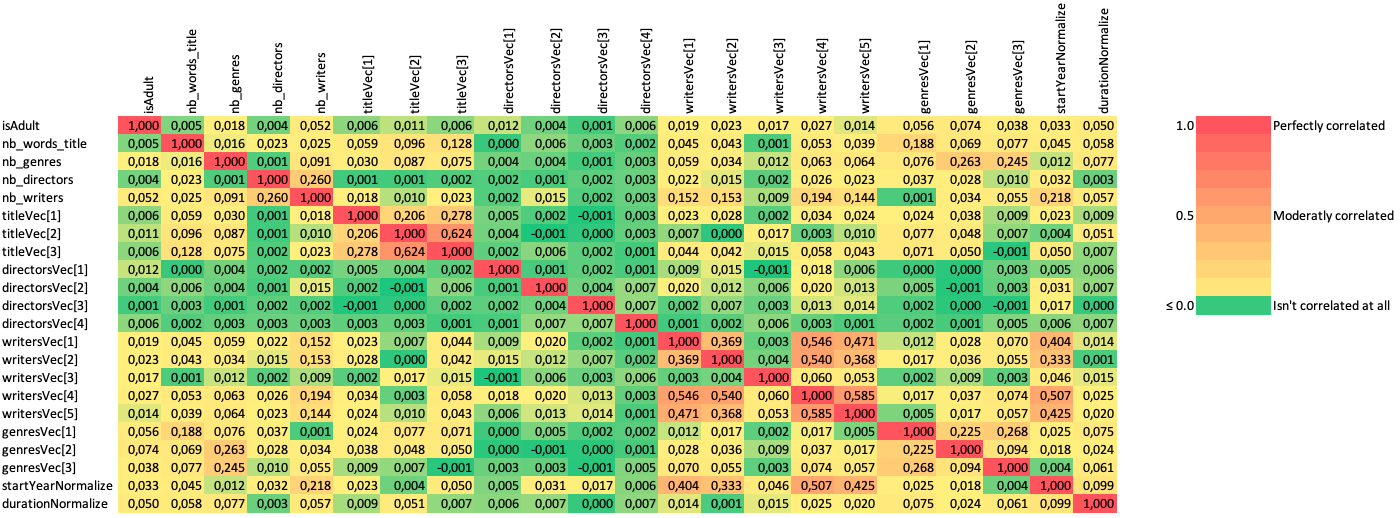 isAdult nb_words_title nb_genres nb_directors nb_writers titleVec[1] titleVec[2] titleVec[3] directorsVec[1] directorsVec[2] directorsVec[3] directorsVec[4] writersVec[1] writersVec[2] writersVec[3] writersVec[4] writersVec[5] genresVec[1] genresVec[2] genresVec[3] startYearNormalize durationNormalize
isAdult 1,000 0,005 0,018 0,004 0,052 0,006 0,011 0,006 0,012 0,004 0,001 0,006 0,019 0,023 0,017 0,027 0,014 0,056 0,074 0,038 0,033 0,050
nb_words_title 0,005 1,000 0,016 0,023 0,025 0,059 0,096 0,128 0,000 0,006 0,003 0,002 0,045 0,043 0,001 0,053 0,039 0,188 0,069 0,077 0,045 0,058
nb_genres 0,018 0,016 1,000 0,001 0,091 0,030 0,087 0,075 0,004 0,004 0,001 0,003 0,059 0,034 0,012 0,063 0,064 0,076 0,263 0,245 0,012 0,077
nb_directors 0,004 0,023 0,001 1,000 0,260 0,001 0,001 0,002 0,002 0,001 0,002 0,003 0,022 0,015 0,002 0,026 0,023 0,037 0,028 0,010 0,032 0,003
nb_writers 0,052 0,025 0,091 0,260 1,000 0,018 0,010 0,023 0,002 0,015 0,002 0,003 0,152 0,153 0,009 0,194 0,144 0,001 0,034 0,055 0,218 0,057
titleVec[1] 0,006 0,059 0,030 0,001 0,018 1,000 0,206 0,278 0,005 0,002 -0,001 0,003 0,023 0,028 0,002 0,034 0,024 0,024 0,038 0,009 0,023 0,009
titleVec[2] 0,011 0,096 0,087 0,001 0,010 0,206 1,000 0,624 0,004 -0,001 0,000 0,003 0,007 0,000 0,017 0,003 0,010 0,077 0,048 0,007 0,004 0,051
titleVec[3] 0,006 0,128 0,075 0,002 0,023 0,278 0,624 1,000 0,002 0,006 0,002 0,001 0,044 0,042 0,015 0,058 0,043 0,071 0,050 -0,001 0,050 0,007
directorsVec[1] 0,012 0,000 0,004 0,002 0,002 0,005 0,004 0,002 1,000 0,001 0,002 0,001 0,009 0,015 -0,001 0,018 0,006 0,000 0,000 0,003 0,005 0,006
directorsVec[2] 0,004 0,006 0,004 0,001 0,015 0,002 -0,001 0,006 0,001 1,000 0,004 0,007 0,020 0,012 0,006 0,020 0,013 0,005 -0,001 0,003 0,031 0,007
directorsVec[3] 0,001 0,003 0,001 0,002 0,002 -0,001 0,000 0,002 0,002 0,004 1,000 0,007 0,002 0,007 0,003 0,013 0,014 0,002 0,000 -0,001 0,017 0,000
directorsVec[4] 0,006 0,002 0,003 0,003 0,003 0,003 0,003 0,001 0,001 0,007 0,007 1,000 0,001 0,002 0,006 0,003 0,001 0,002 0,001 0,005 0,006 0,007
writersVec[1] 0,019 0,045 0,059 0,022 0,152 0,023 0,007 0,044 0,009 0,020 0,002 0,001 1,000 0,369 0,003 0,546 0,471 0,012 0,028 0,070 0,404 0,014
writersVec[2] 0,023 0,043 0,034 0,015 0,153 0,028 0,000 0,042 0,015 0,012 0,007 0,002 0,369 1,000 0,004 0,540 0,368 0,017 0,036 0,055 0,333 0,001
writersVec[3] 0,017 0,001 0,012 0,002 0,009 0,002 0,017 0,015 -0,001 0,006 0,003 0,006 0,003 0,004 1,000 0,060 0,053 0,002 0,009 0,003 0,046 0,015
writersVec[4] 0,027 0,053 0,063 0,026 0,194 0,034 0,003 0,058 0,018 0,020 0,013 0,003 0,546 0,540 0,060 1,000 0,585 0,017 0,037 0,074 0,507 0,025
writersVec[5] 0,014 0,039 0,064 0,023 0,144 0,024 0,010 0,043 0,006 0,013 0,014 0,001 0,471 0,368 0,053 0,585 1,000 0,005 0,017 0,057 0,425 0,020
genresVec[1] 0,056 0,188 0,076 0,037 0,001 0,024 0,077 0,071 0,000 0,005 0,002 0,002 0,012 0,017 0,002 0,017 0,005 1,000 0,225 0,268 0,025 0,075
genresVec[2] 0,074 0,069 0,263 0,028 0,034 0,038 0,048 0,050 0,000 -0,001 0,000 0,001 0,028 0,036 0,009 0,037 0,017 0,225 1,000 0,094 0,018 0,024
genresVec[3] 0,038 0,077 0,245 0,010 0,055 0,009 0,007 -0,001 0,003 0,003 -0,001 0,005 0,070 0,055 0,003 0,074 0,057 0,268 0,094 1,000 0,004 0,061
startYearNormalize 0,033 0,045 0,012 0,032 0,218 0,023 0,004 0,050 0,005 0,031 0,017 0,006 0,404 0,333 0,046 0,507 0,425 0,025 0,018 0,004 1,000 0,099
durationNormalize 0,050 0,058 0,077 0,003 0,057 0,009 0,051 0,007 0,006 0,007 0,000 0,007 0,014 0,001 0,015 0,025 0,020 0,075 0,024 0,061 0,099 1,000
1.0 Perfectly correlated
0.5 Moderatly correlated
≤ 0.0 Isn't correlated at all